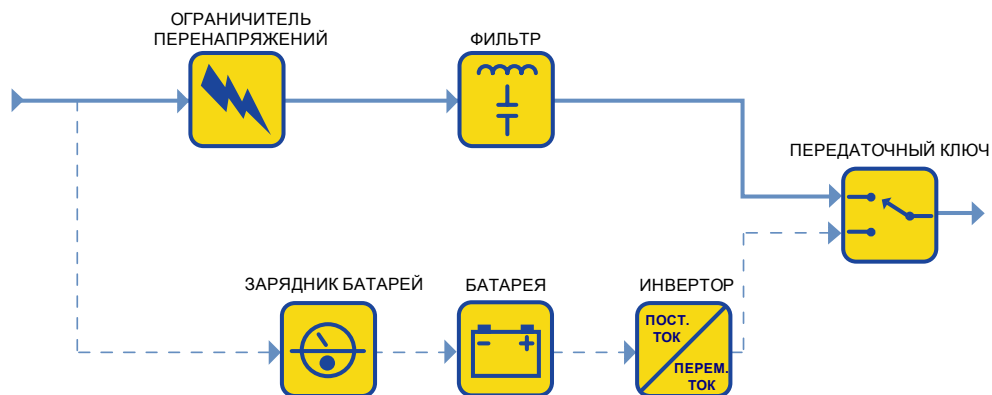 ОГРАНИЧИТЕЛЬ
ПЕРЕНАПРЯЖЕНИЙ
ФИЛЬТР
ПЕРЕДАТОЧНЫЙ КЛЮЧ
ЗАРЯДНИК БАТАРЕЙ
БАТАРЕЯ
ИНВЕРТОР
ПОСТ.
ТОК
ПЕРЕМ.
ТОК